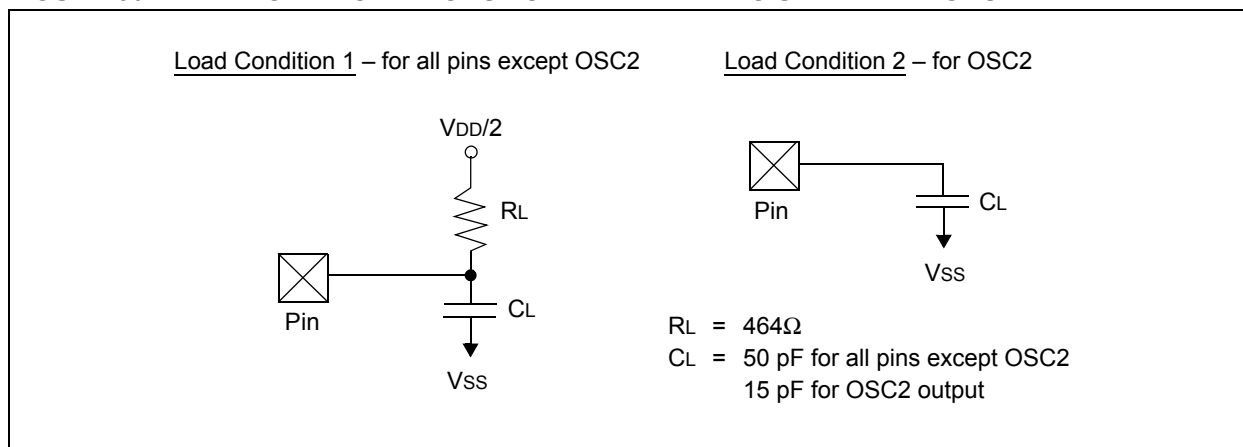 Load Condition 1 – for all pins except OSC2
VDD/2
RL
Pin
CL
VSS
Load Condition 2 – for OSC2
Pin
CL
VSS
RL = 464Ω
CL = 50 pF for all pins except OSC2
15 pF for OSC2 output